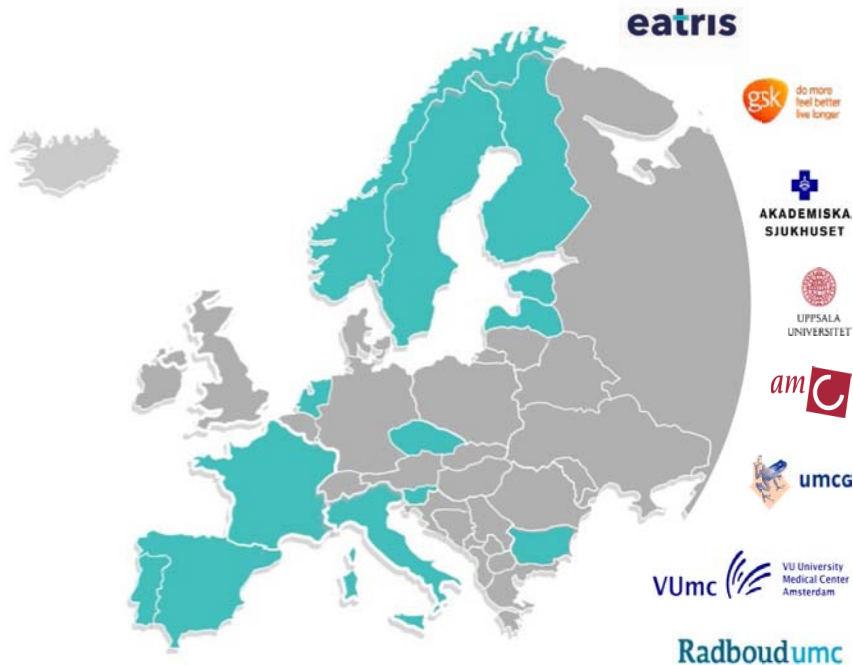 eatris
gsk
do more
feel better
live longer
AKADEMISKA
SJUKHUSET
UPPSALA
UNIVERSITET
amc
umcg
VUmc
VU University
Medical Center
Amsterdam
Radboudumc